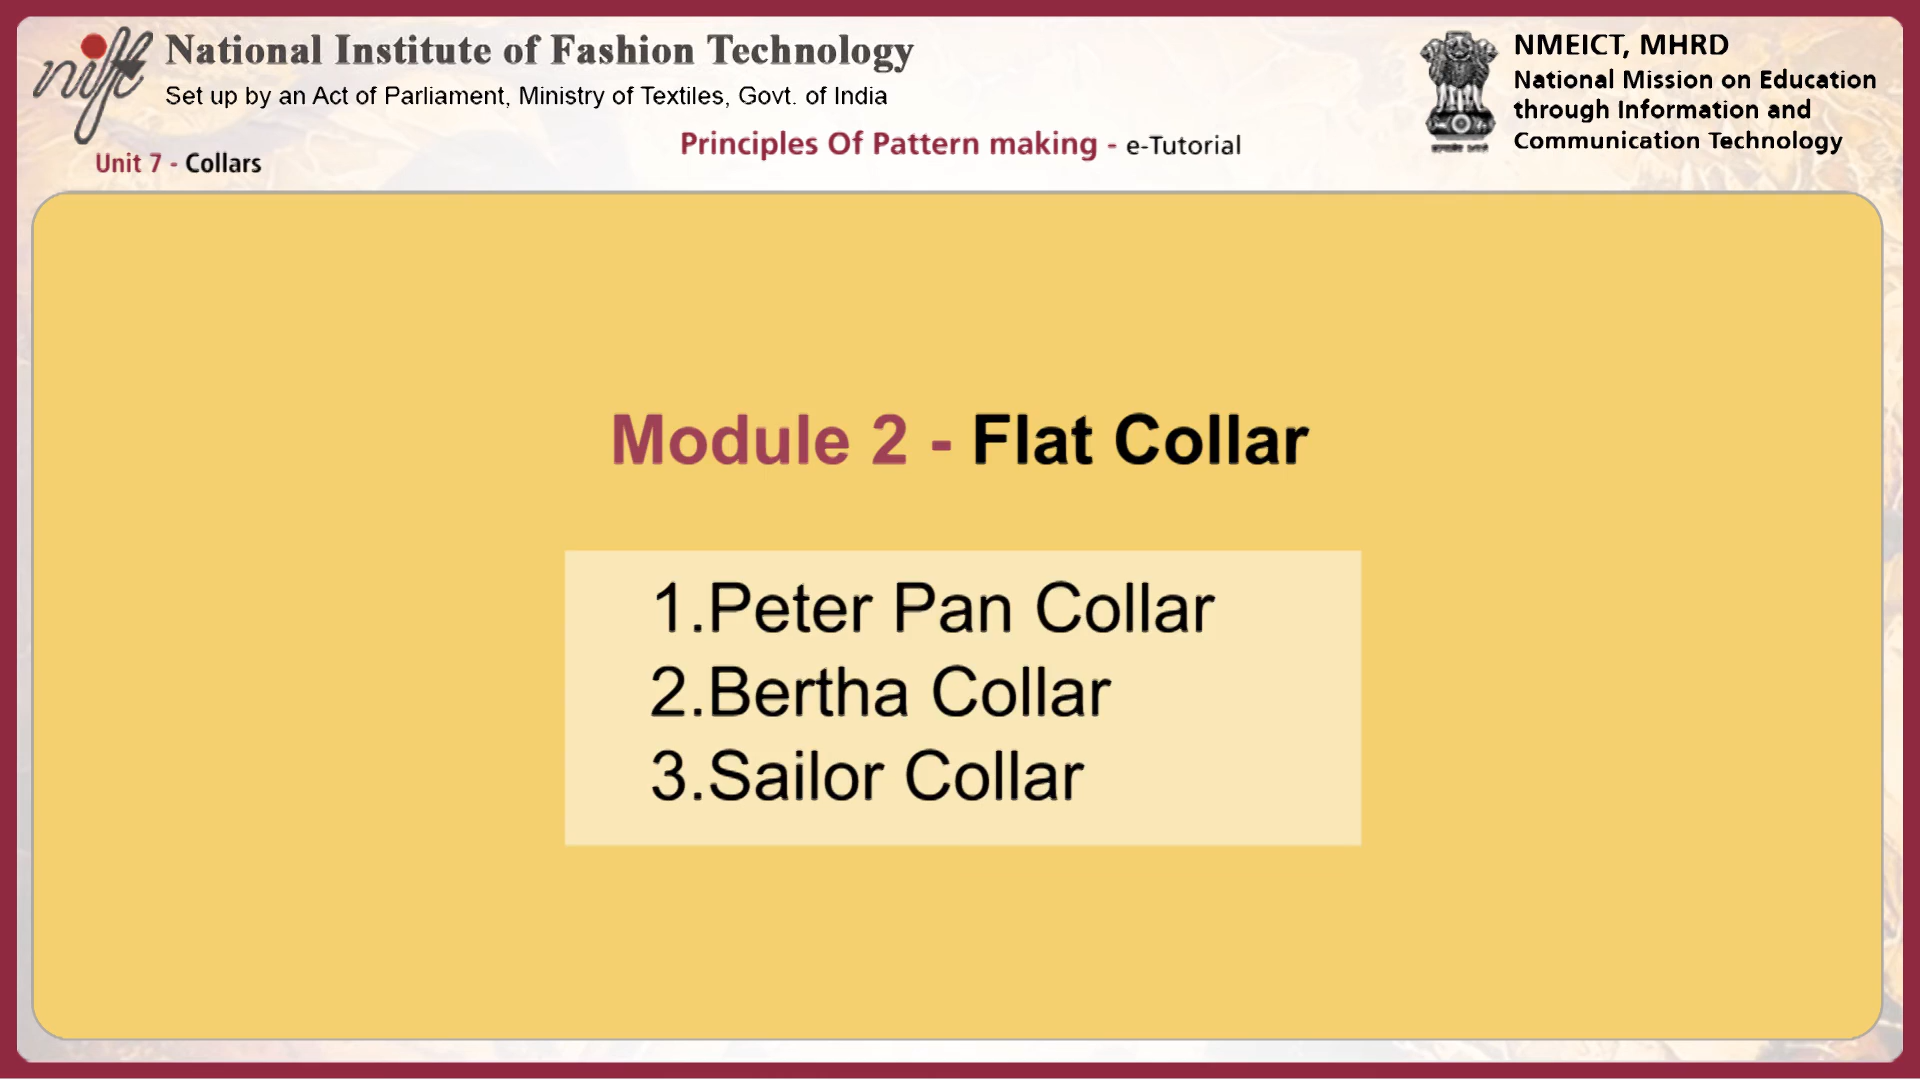 nift
National Institute of Fashion Technology
Set up by an Act of Parliament, Ministry of Textiles, Govt. of India
NMEICT, MHRD
National Mission on Education
through Information and
Communication Technology
Principles Of Pattern making - e-Tutorial
Unit 7 - Collars
Module 2 - Flat Collar
1.Peter Pan Collar
2.Bertha Collar
3.Sailor Collar